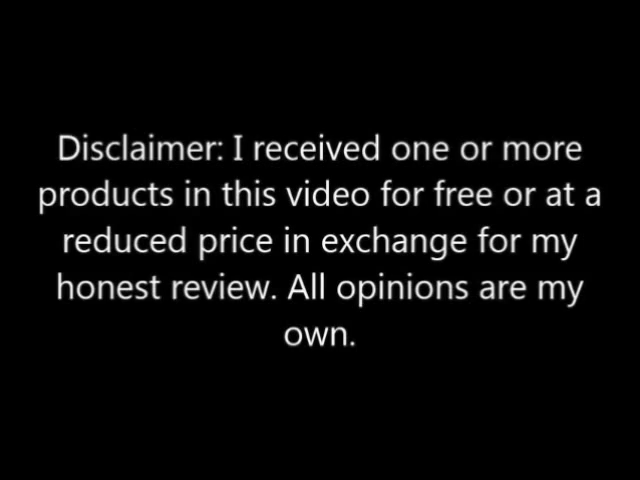 Disclaimer: I received one or more
products in this video for free or at a
reduced price in exchange for my
honest review. All opinions are my
own.